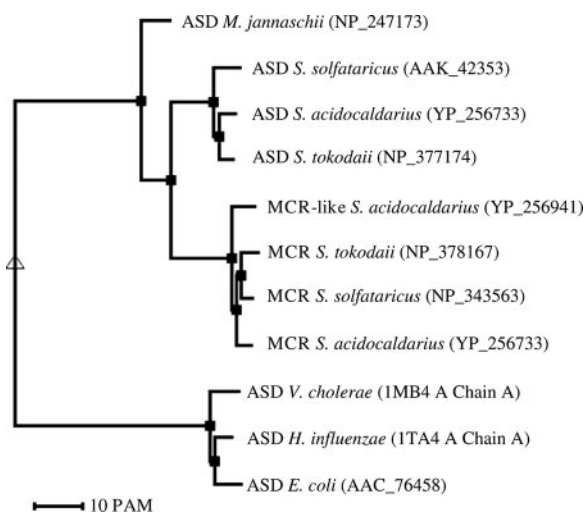 ASD M. jannaschii (NP_247173)
ASD S. solfataricus (AAK_42353)
ASD S. acidocaldarius (YP_256733)
ASD S. tokodaii (NP_377174)
MCR-like S. acidocaldarius (YP_256941)
MCR S. tokodaii (NP_378167)
MCR S. solfataricus (NP_343563)
MCR S. acidocaldarius (YP_256733)
ASD V. cholerae (1MB4 A Chain A)
ASD H. influenzae (1TA4 A Chain A)
ASD E. coli (AAC_76458)
10 PAM